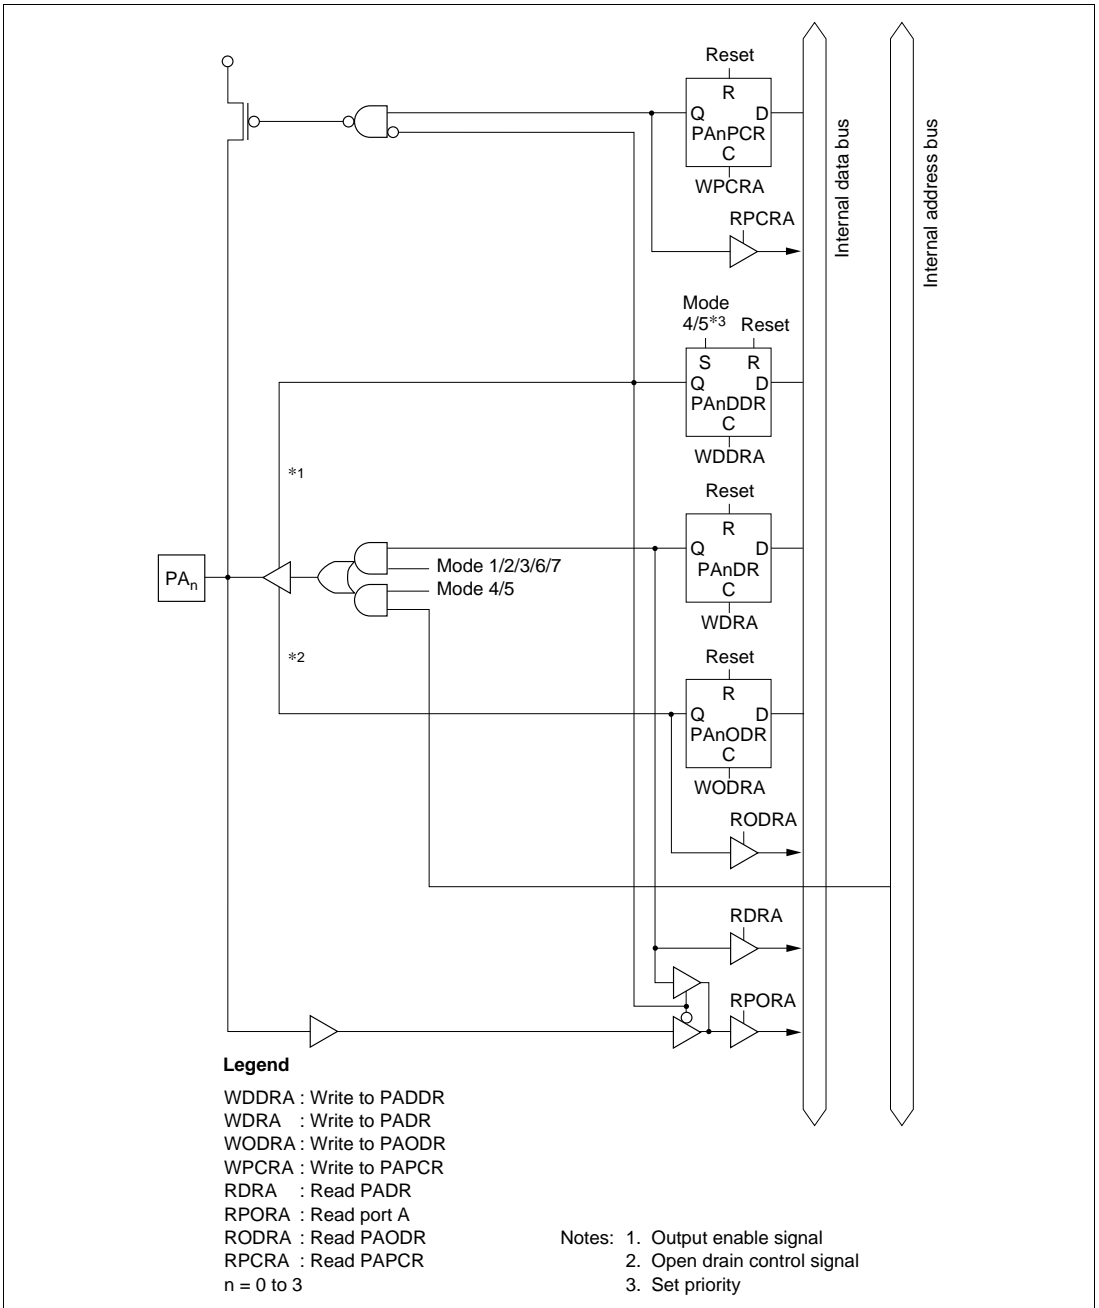 Reset
R
Q D
PAnPCR
C
WPCRA
RPCRA
Internal data bus
Internal address bus
Mode
4/5*3 Reset
S R
Q D
PAnDDR
C
WDDRA
*1
Reset
R
Q D
PAnDR
C
WDRA
Mode 1/2/3/6/7
Mode 4/5
PAn
*2
Reset
R
Q D
PAnODR
C
WODRA
RODRA
RDRA
RPORA
Legend
WDDRA : Write to PADDR
WDRA : Write to PADR
WODRA : Write to PAODR
WPCRA : Write to PAPCR
RDRA : Read PADR
RPORA : Read port A
RODRA : Read PAODR
RPCRA : Read PAPCR
n = 0 to 3
Notes: 1. Output enable signal
2. Open drain control signal
3. Set priority